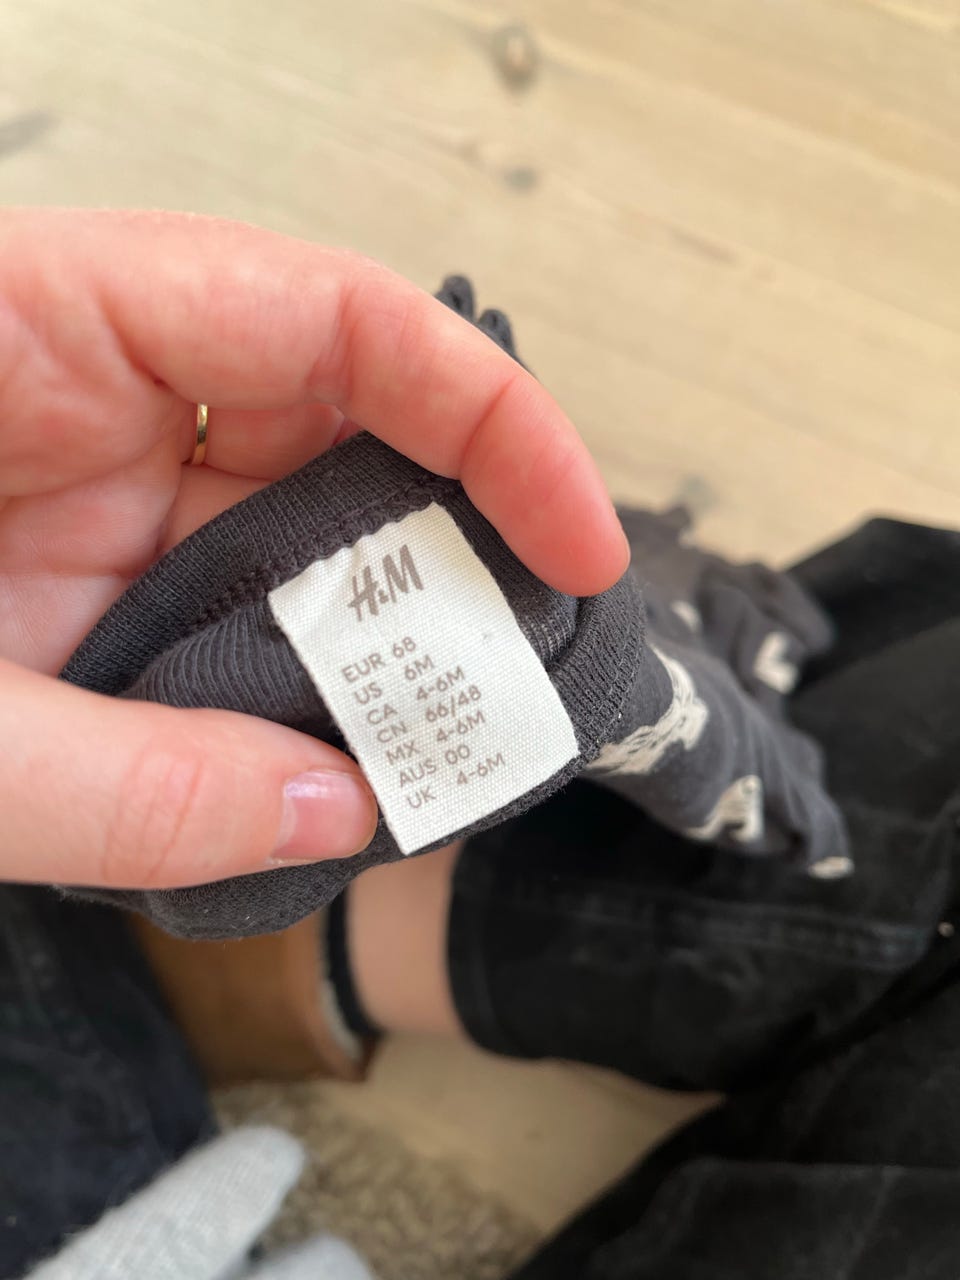 H&M
EUR 68
US 6M
CA 4-6M
CN 66/48
MX 4-6M
AUS 00
UK 4-6M